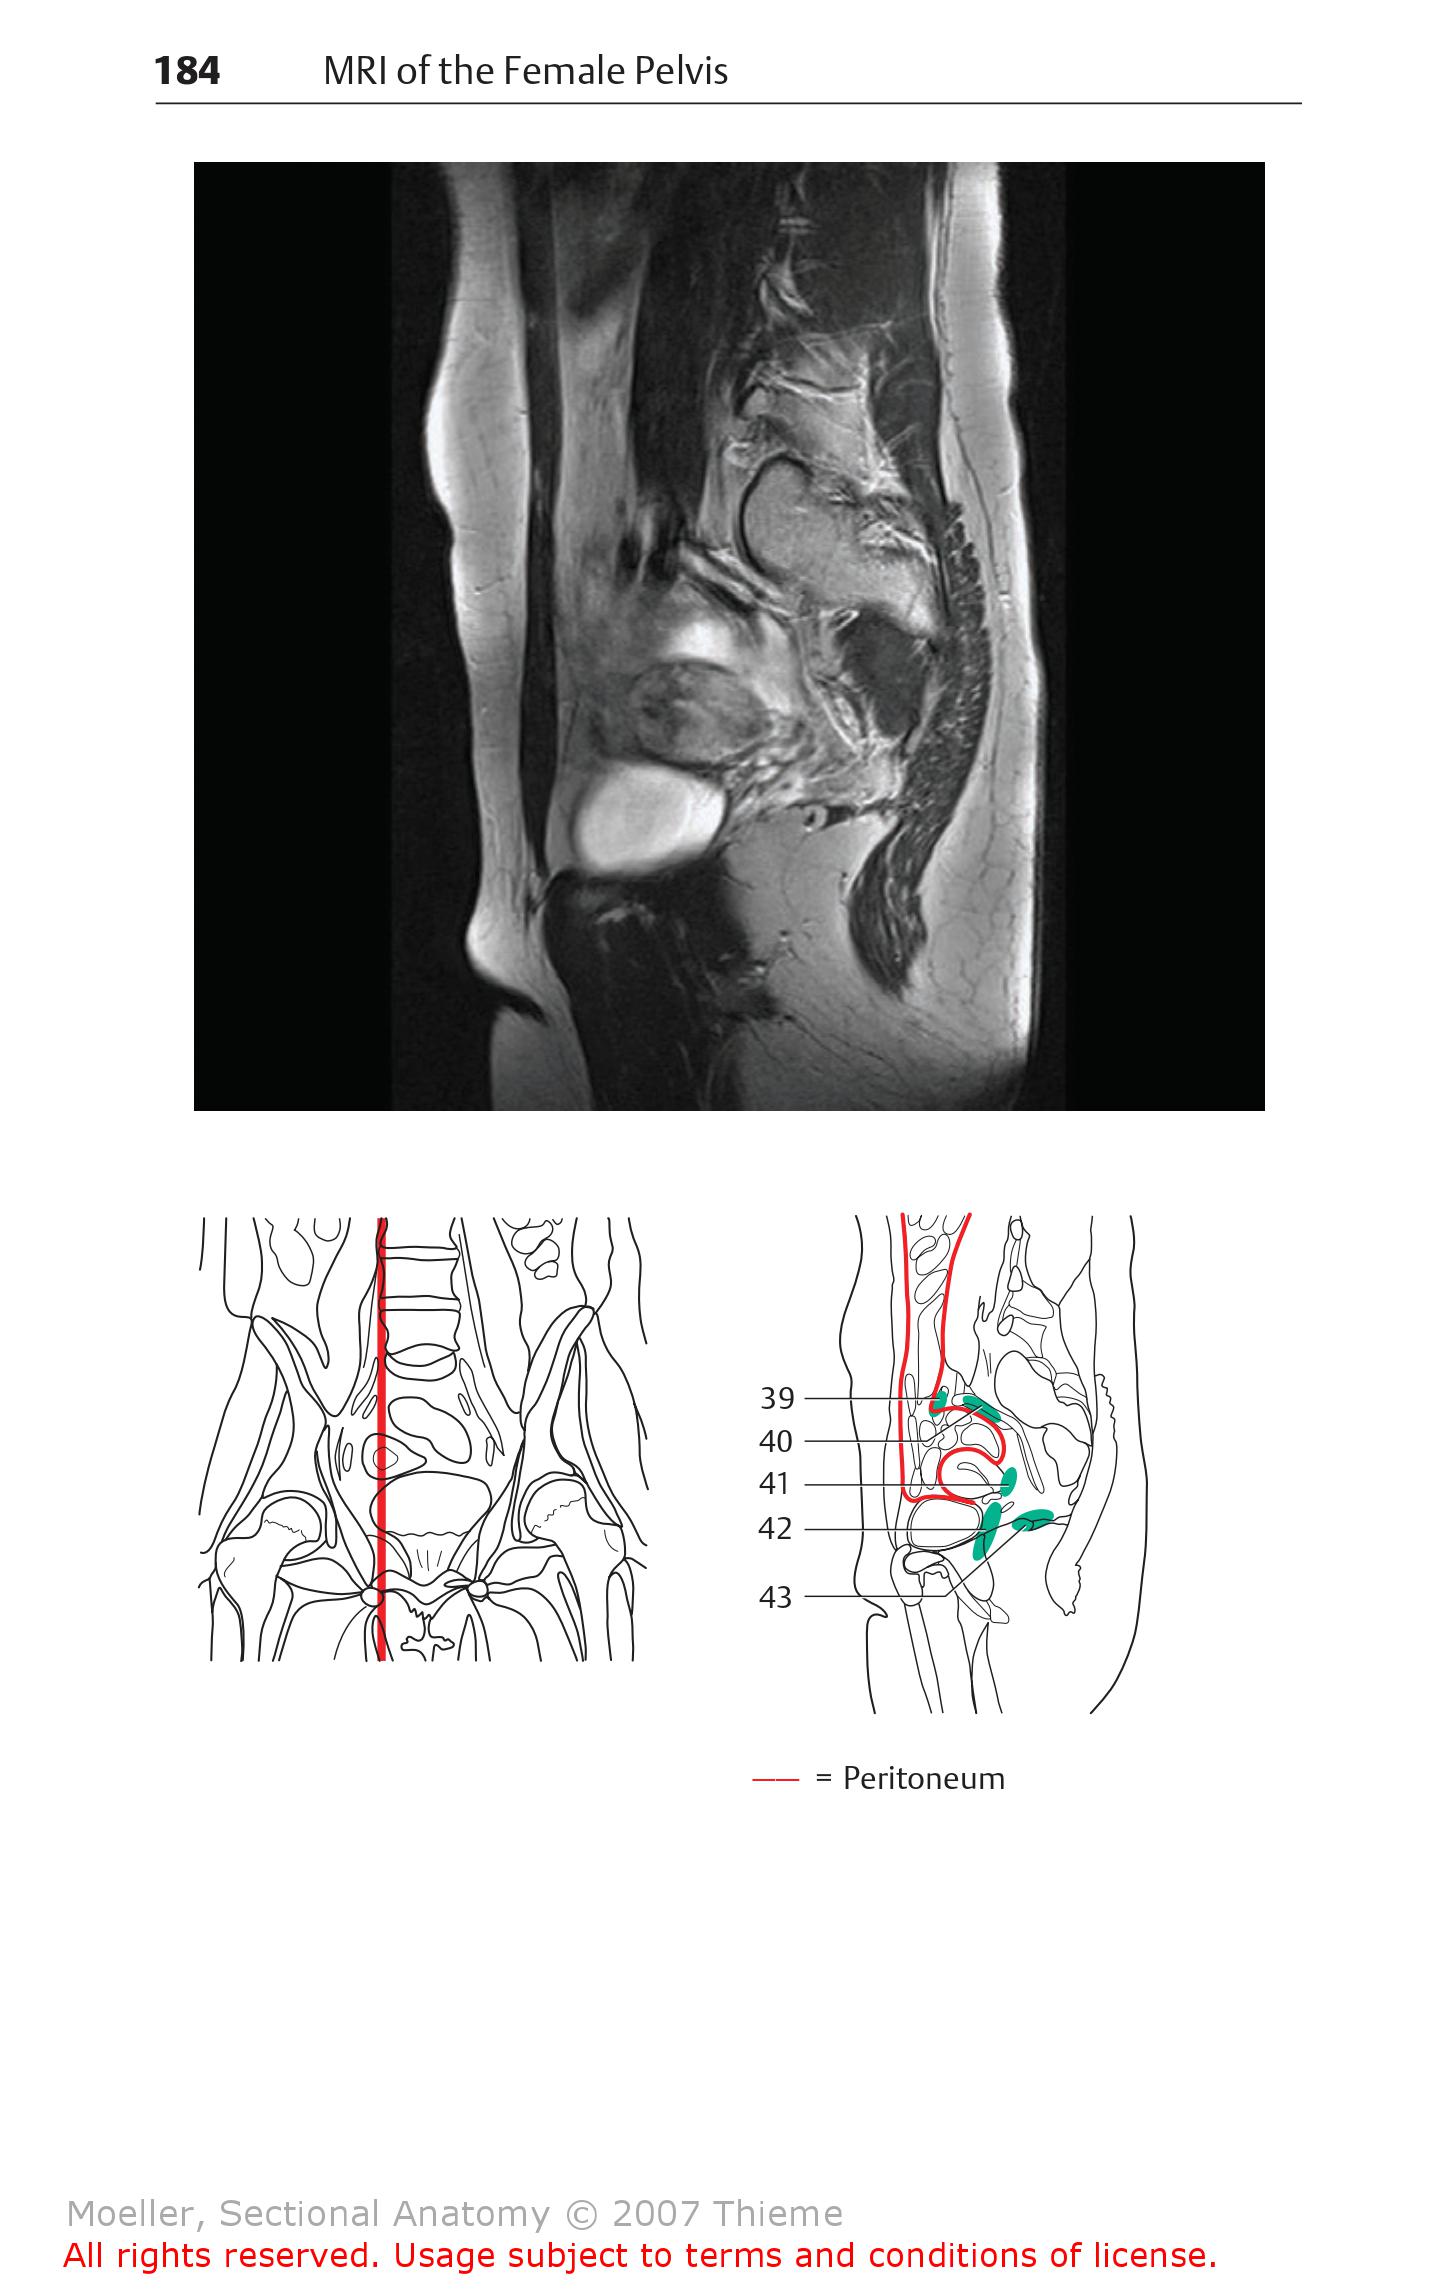 184 MRI of the Female Pelvis
39
40
41
42
43
—— = Peritoneum
Moeller, Sectional Anatomy © 2007 Thieme
All rights reserved. Usage subject to terms and conditions of license.